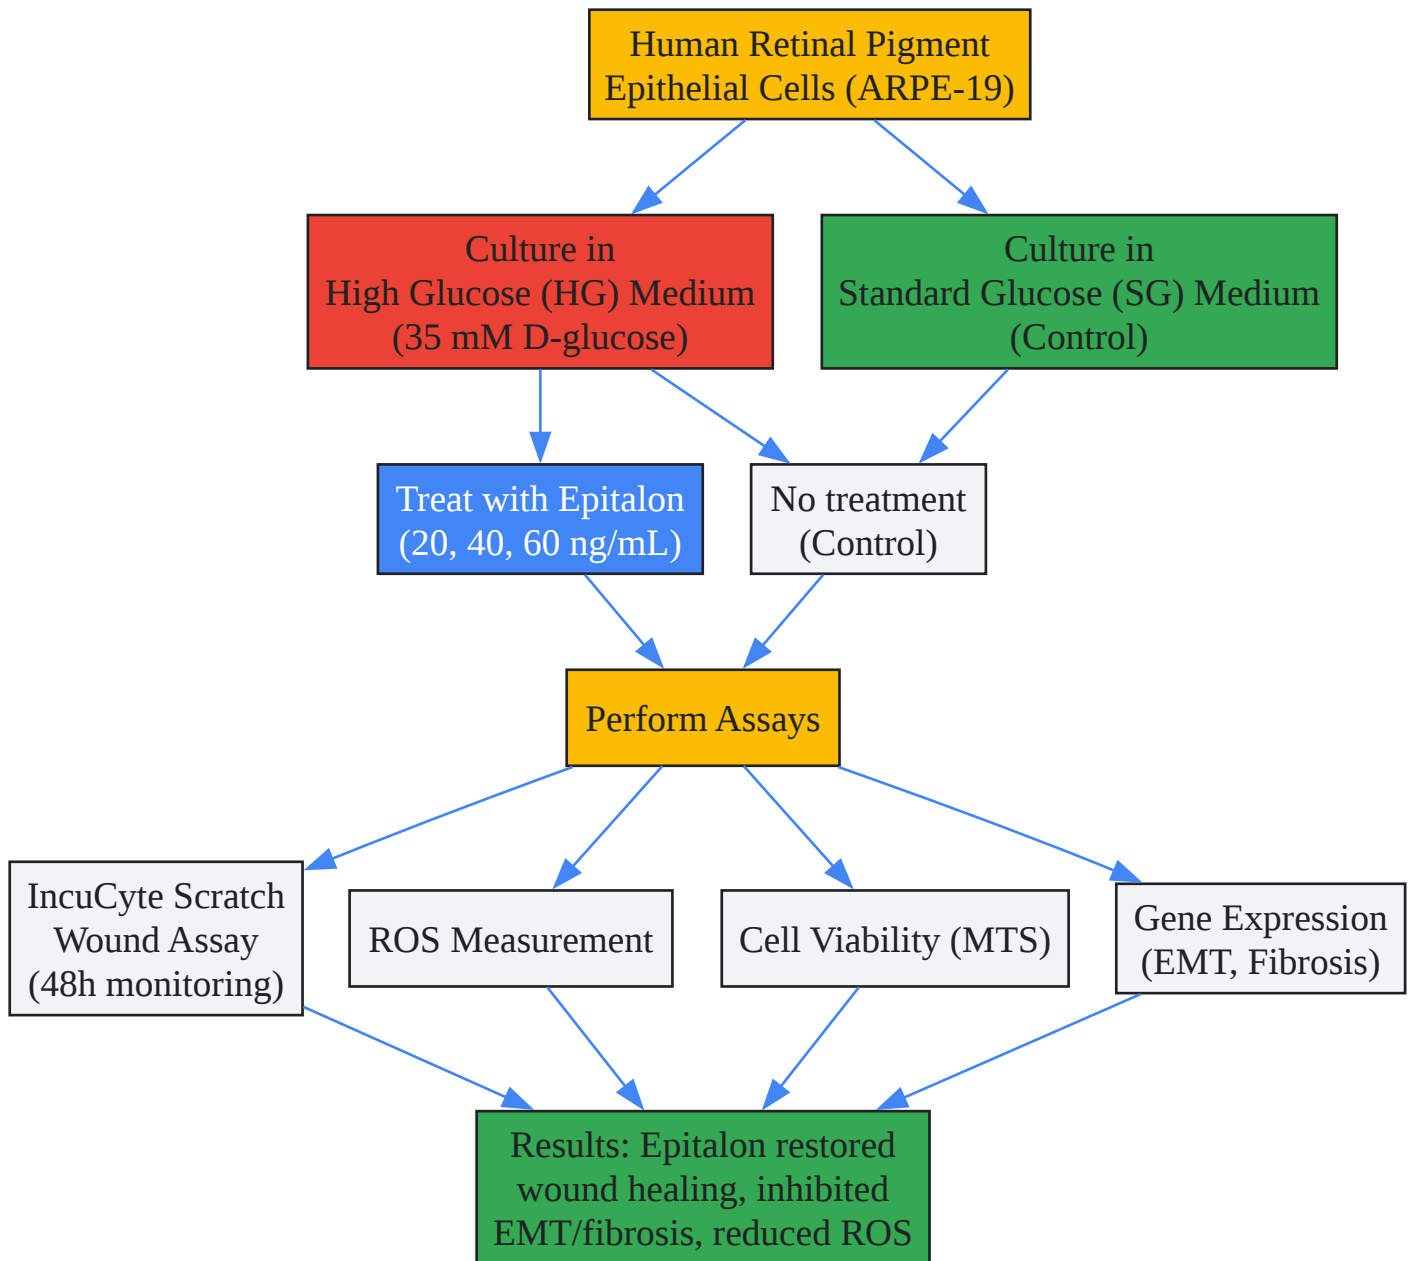 Human Retinal Pigment
Epithelial Cells (ARPE-19)
Culture in
High Glucose (HG) Medium
(35 mM D-glucose)
Culture in
Standard Glucose (SG) Medium
(Control)
Treat with Epitalon
(20, 40, 60 ng/mL)
No treatment
(Control)
Perform Assays
IncuCyte Scratch
Wound Assay
(48h monitoring)
ROS Measurement
Cell Viability (MTS)
Gene Expression
(EMT, Fibrosis)
Results: Epitalon restored
wound healing, inhibited
EMT/fibrosis, reduced ROS